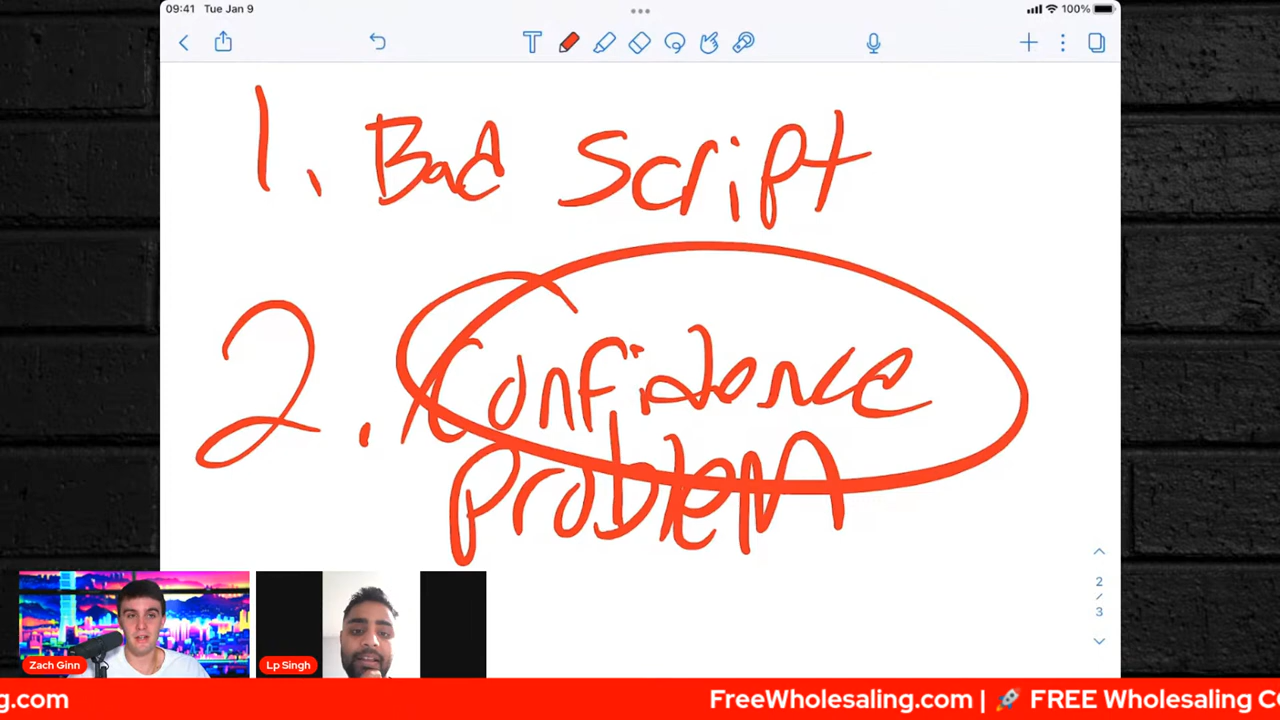 09:41 Tue Jan 9
100%
1. Bad Script
2. Confidence
problem
2
/
3
Zach Ginn
Lp Singh
g.com
FreeWholesaling.com | 🚀 FREE Wholesaling Co